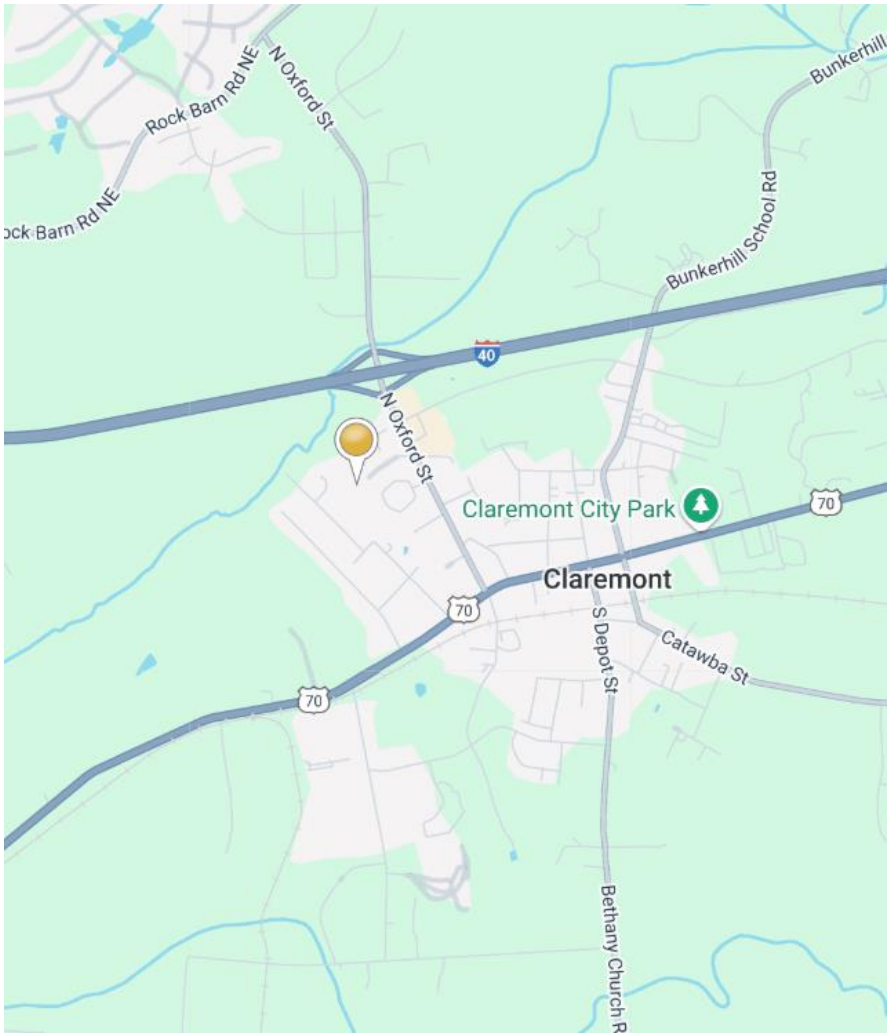 N Oxford St
Rock Barn Rd NE
Bunkerhill
ock Barn Rd NE
Bunkerhill School Rd
40
N Oxford St
Claremont City Park
70
Claremont
70
S Depot St
Catawba St
70
Bethany Church R